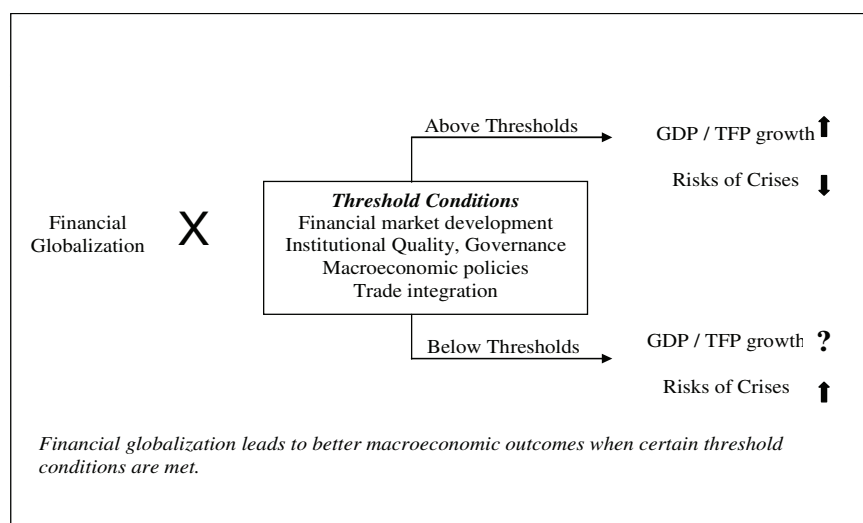 Above Thresholds
GDP / TFP growth
Risks of Crises
Financial
Globalization
X
Threshold Conditions
Financial market development
Institutional Quality, Governance
Macroeconomic policies
Trade integration
Below Thresholds
GDP / TFP growth ?
Risks of Crises
Financial globalization leads to better macroeconomic outcomes when certain threshold
conditions are met.